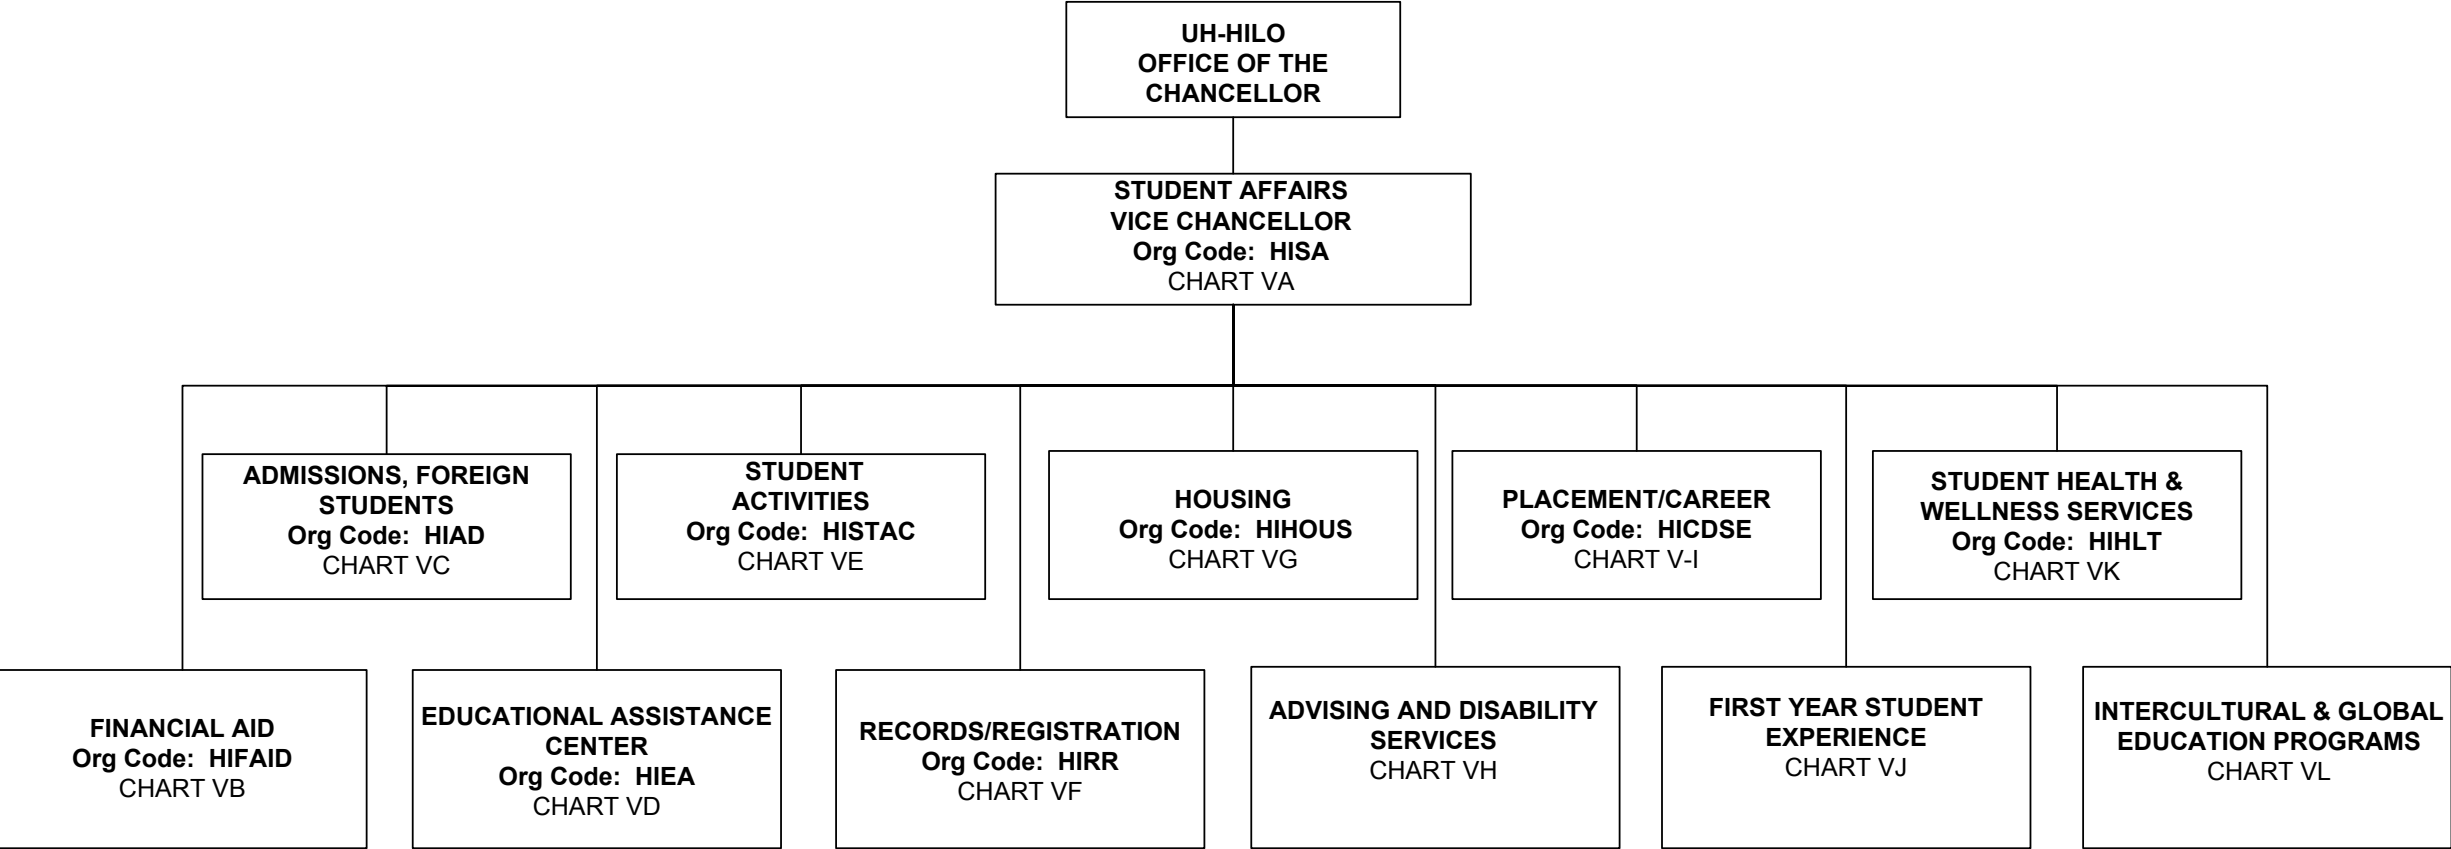 UH-HILO
OFFICE OF THE
CHANCELLOR
STUDENT AFFAIRS
VICE CHANCELLOR
Org Code: HISA
CHART VA
ADMISSIONS, FOREIGN
STUDENTS
Org Code: HIAD
CHART VC
STUDENT
ACTIVITIES
Org Code: HISTAC
CHART VE
HOUSING
Org Code: HIHOUS
CHART VG
PLACEMENT/CAREER
Org Code: HICDSE
CHART V-I
STUDENT HEALTH &
WELLNESS SERVICES
Org Code: HIHLT
CHART VK
FINANCIAL AID
Org Code: HIFAID
CHART VB
EDUCATIONAL ASSISTANCE
CENTER
Org Code: HIEA
CHART VD
RECORDS/REGISTRATION
Org Code: HIRR
CHART VF
ADVISING AND DISABILITY
SERVICES
CHART VH
FIRST YEAR STUDENT
EXPERIENCE
CHART VJ
INTERCULTURAL & GLOBAL
EDUCATION PROGRAMS
CHART VL